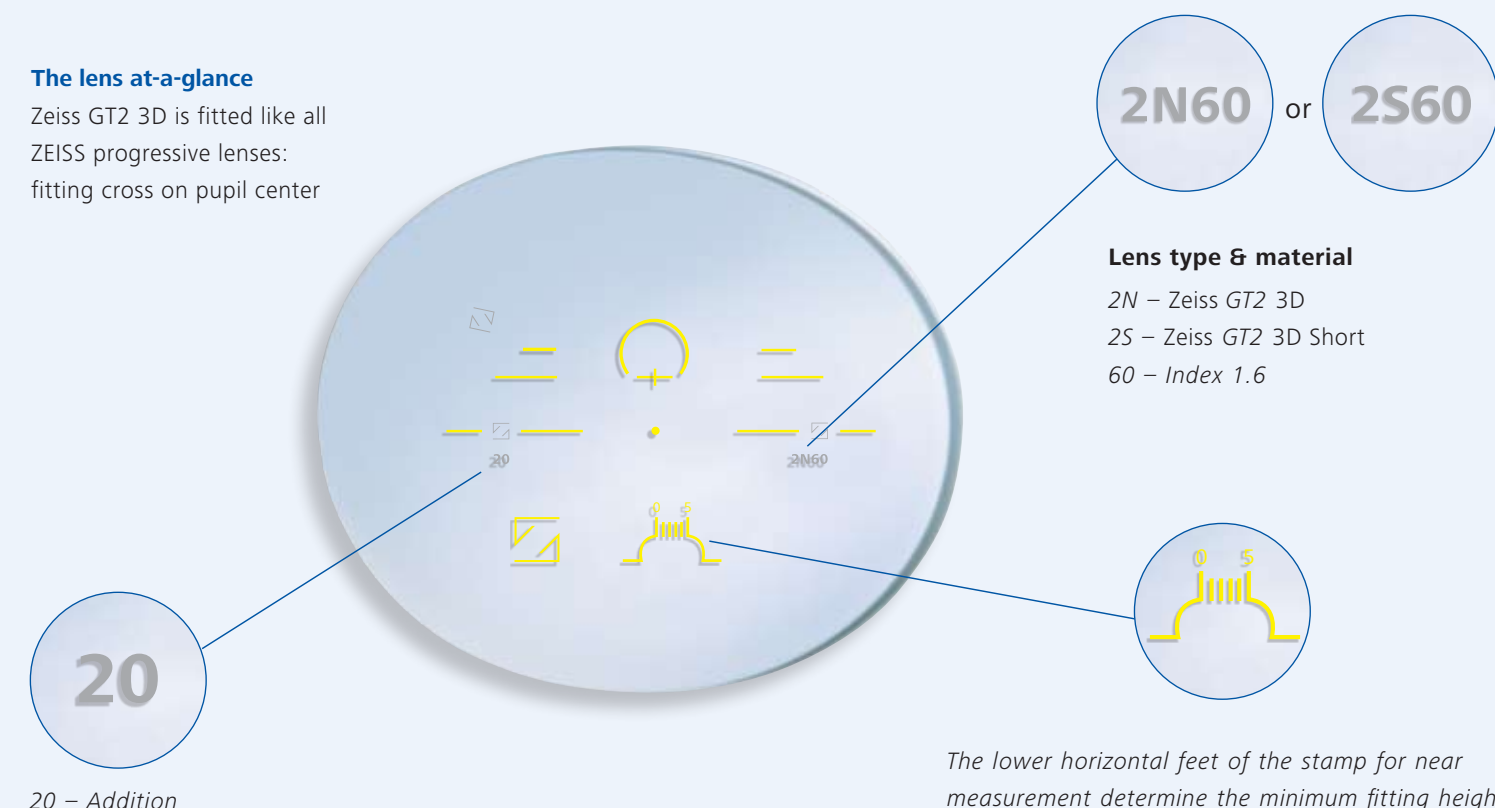 The lens at-a-glance
Zeiss GT2 3D is fitted like all
ZEISS progressive lenses:
fitting cross on pupil center
2N60 or 2S60
Lens type & material
2N – Zeiss GT2 3D
2S – Zeiss GT2 3D Short
60 – Index 1.6
20 2N60
0 5
0 5
20
20 – Addition
The lower horizontal feet of the stamp for near
measurement determine the minimum fitting heigh